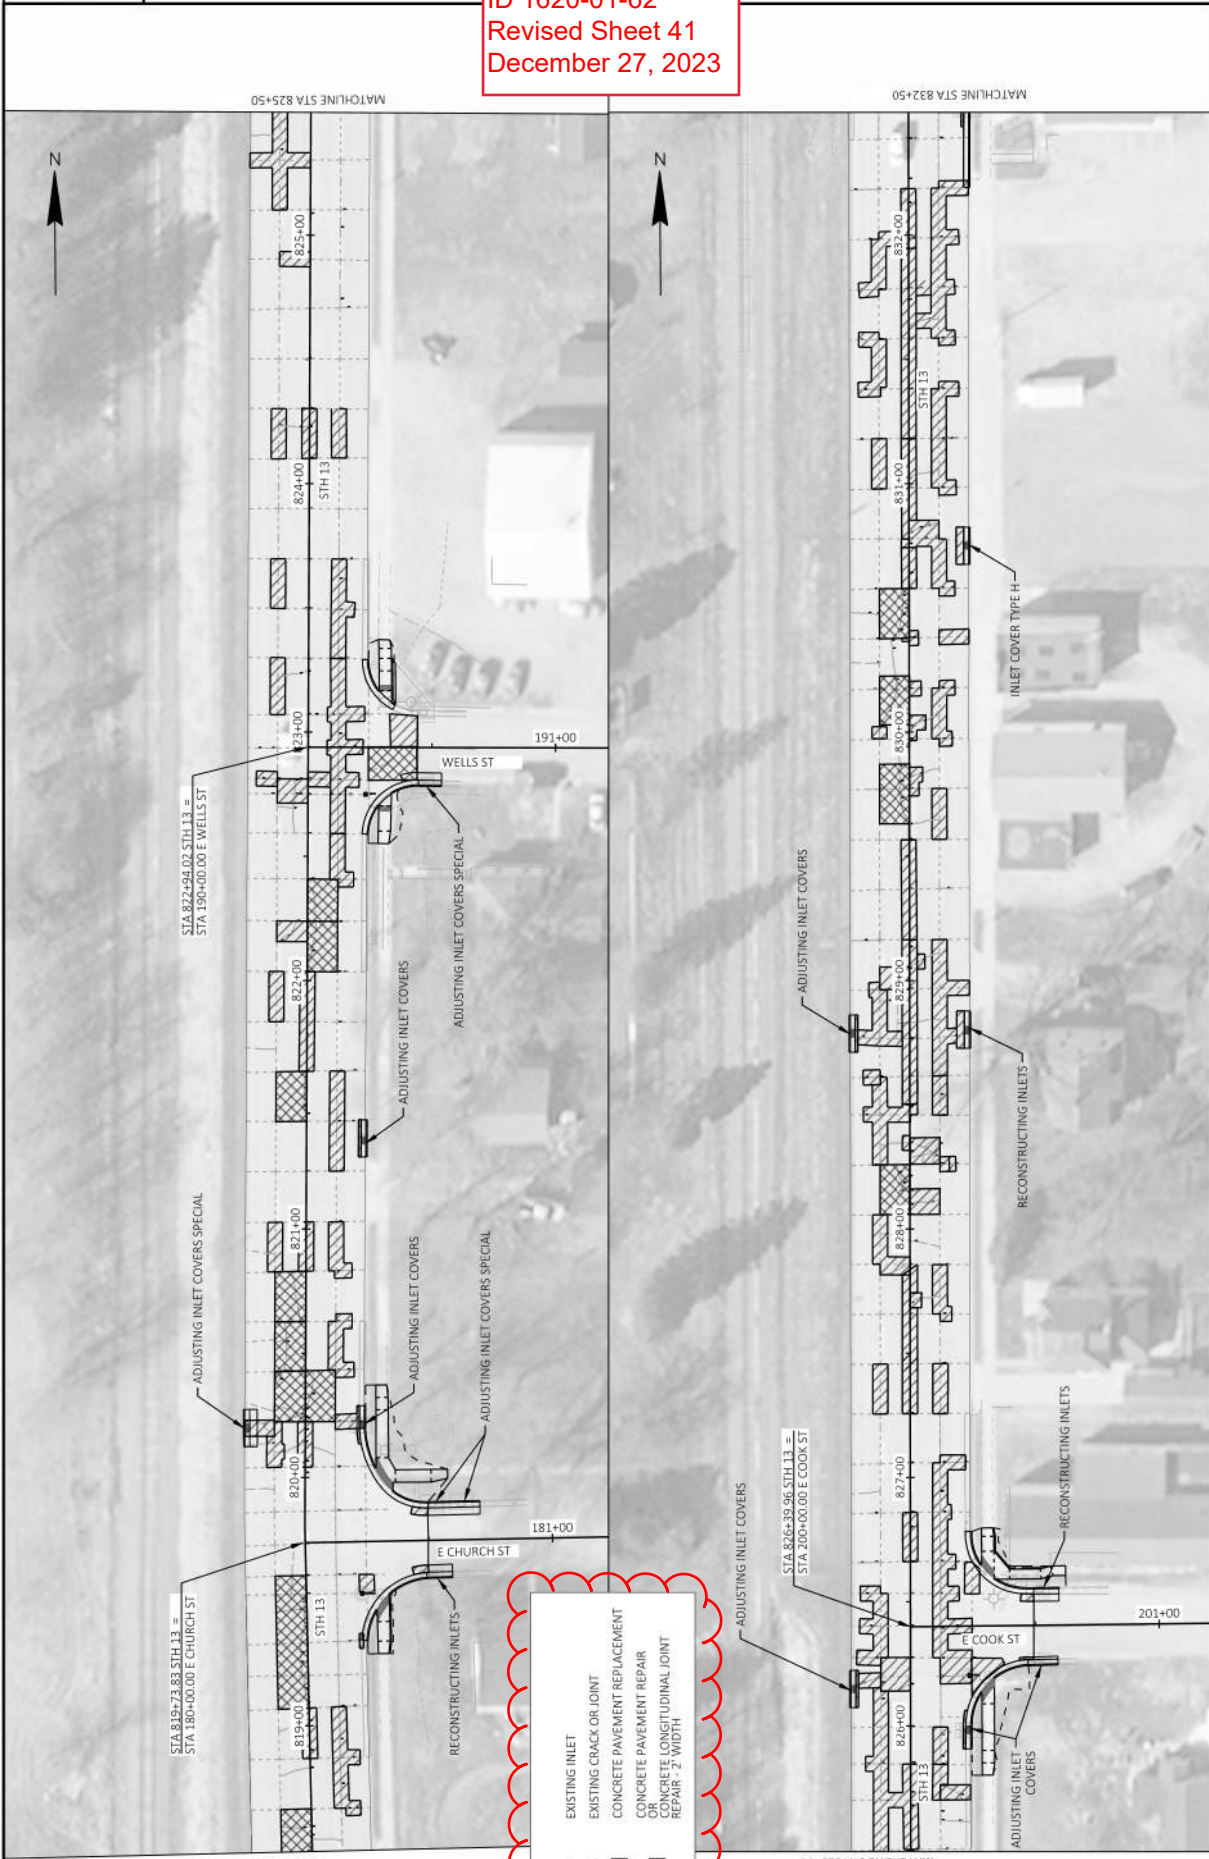 ID 1620-01-62
Revised Sheet 41
December 27, 2023
MATCHLINE STA 825+50
N
825+00
824+00
STH 13
23+00
191+00
WELLS ST
STA 822+94.02 STH 13 =
STA 190+00.00 E WELLS ST
ADJUSTING INLET COVERS SPECIAL
822+00
ADJUSTING INLET COVERS
ADJUSTING INLET COVERS SPECIAL
821+00
ADJUSTING INLET COVERS
ADJUSTING INLET COVERS SPECIAL
820+00
181+00
E CHURCH ST
STA 819+73.83 STH 13 =
STA 180+00.00 E CHURCH ST
STH 13
RECONSTRUCTING INLETS
819+00
EXISTING INLET
EXISTING CRACK OR JOINT
CONCRETE PAVEMENT REPLACEMENT
CONCRETE PAVEMENT REPAIR
OR
CONCRETE LONGITUDINAL JOINT
REPAIR - 2' WIDTH
MATCHLINE STA 832+50
N
832+00
STH 13
831+00
INLET COVER TYPE H
830+00
ADJUSTING INLET COVERS
829+00
RECONSTRUCTING INLETS
828+00
827+00
STA 826+39.96 STH 13 =
STA 200+00.00 E COOK ST
RECONSTRUCTING INLETS
ADJUSTING INLET COVERS
201+00
E COOK ST
826+00
STH 13
ADJUSTING INLET
COVERS